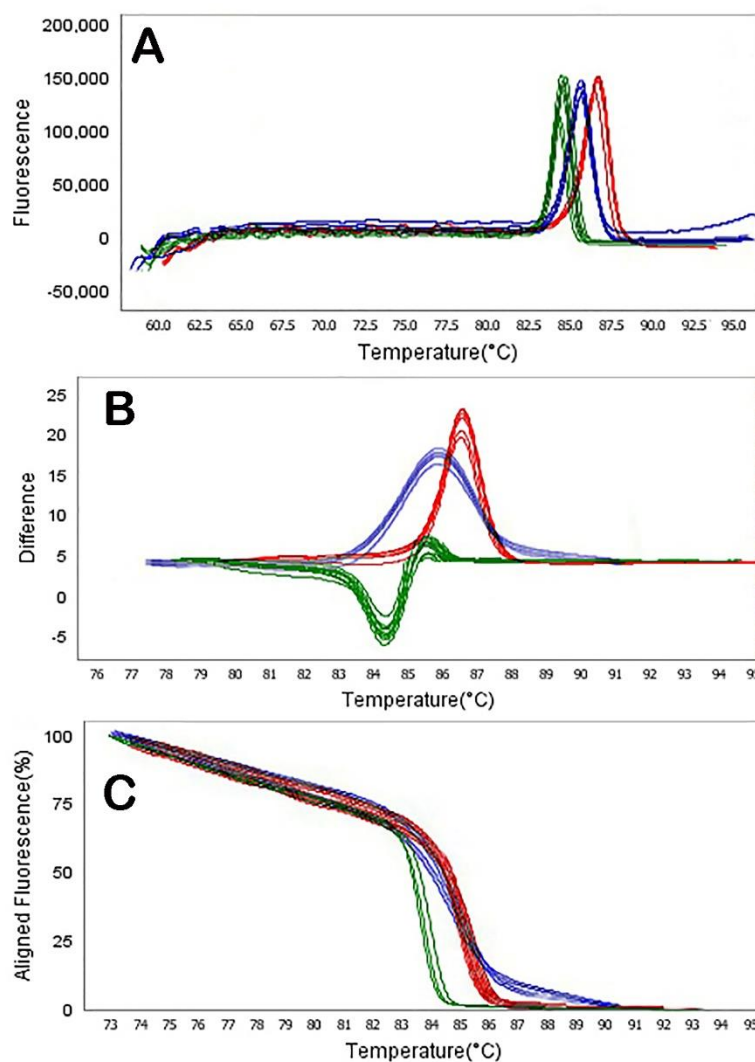 A
200,000
150,000
100,000
50,000
0
-50,000
Fluorescence
60.0 62.5 65.0 67.5 70.0 72.5 75.0 77.5 80.0 82.5 85.0 87.5 90.0 92.5 95.0
Temperature(°C)
B
25
20
15
10
5
0
-5
Difference
76 77 78 79 80 81 82 83 84 85 86 87 88 89 90 91 92 93 94 95
Temperature(°C)
C
100
75
50
25
0
Aligned Fluorescence(%)
73 74 75 76 77 78 79 80 81 82 83 84 85 86 87 88 89 90 91 92 93 94 95
Temperature(°C)